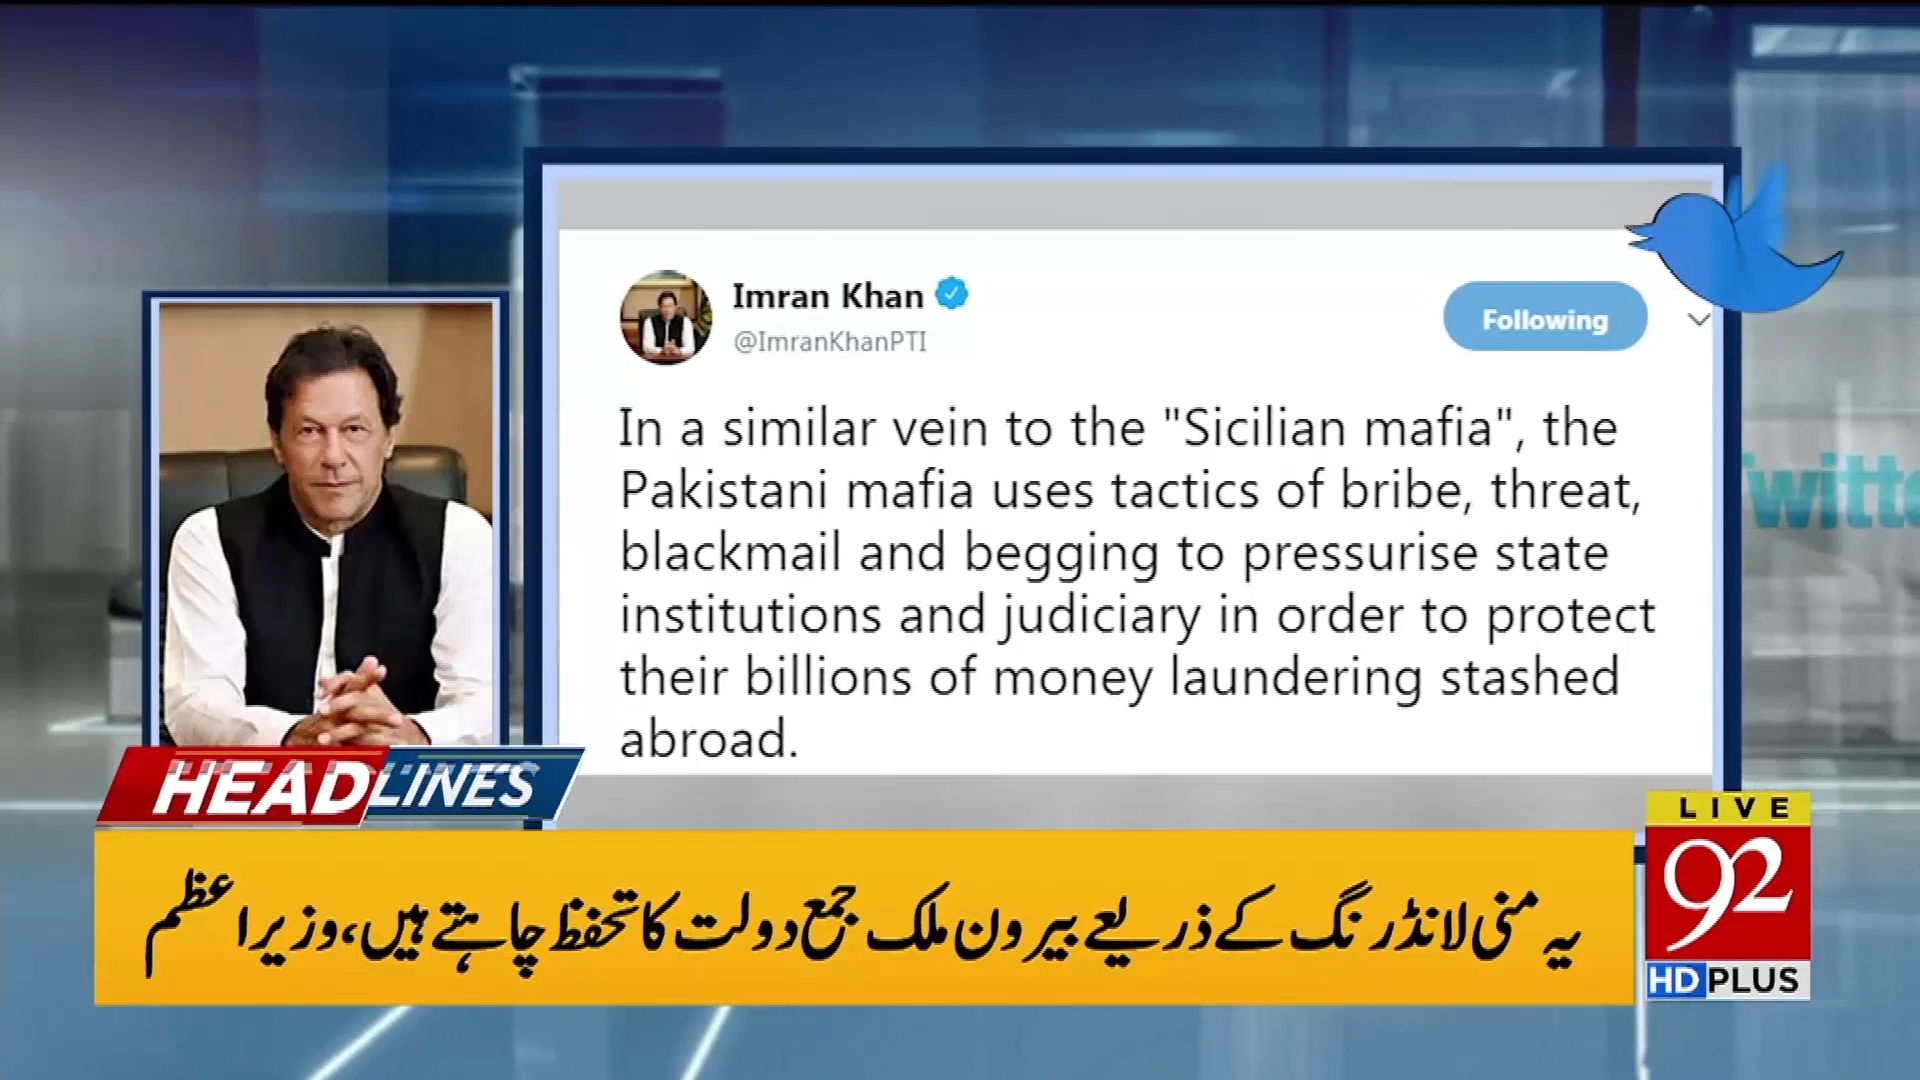 Imran Khan
@ImranKhanPTI
Following
In a similar vein to the "Sicilian mafia", the
Pakistani mafia uses tactics of bribe, threat,
blackmail and begging to pressurise state
institutions and judiciary in order to protect
their billions of money laundering stashed
abroad.
HEADLINES
یہ منی لانڈرنگ کے ذریعے بیرون ملک جمع دولت کا تحفظ چاہتے ہیں، وزیراعظم
LIVE
92
HD PLUS